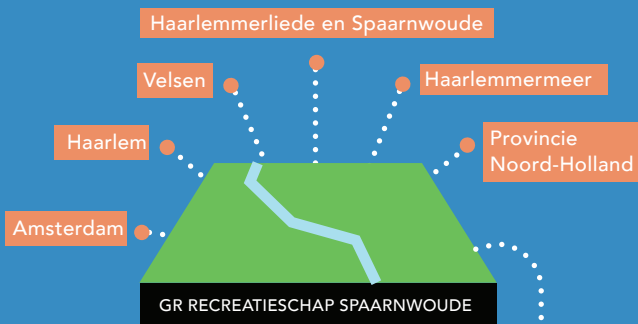 Haarlemmerliede en Spaarnwoude
Velsen
Haarlemmermeer
Haarlem
Provincie
Noord-Holland
Amsterdam
GR RECREATIESCHAP SPAARNWOUDE